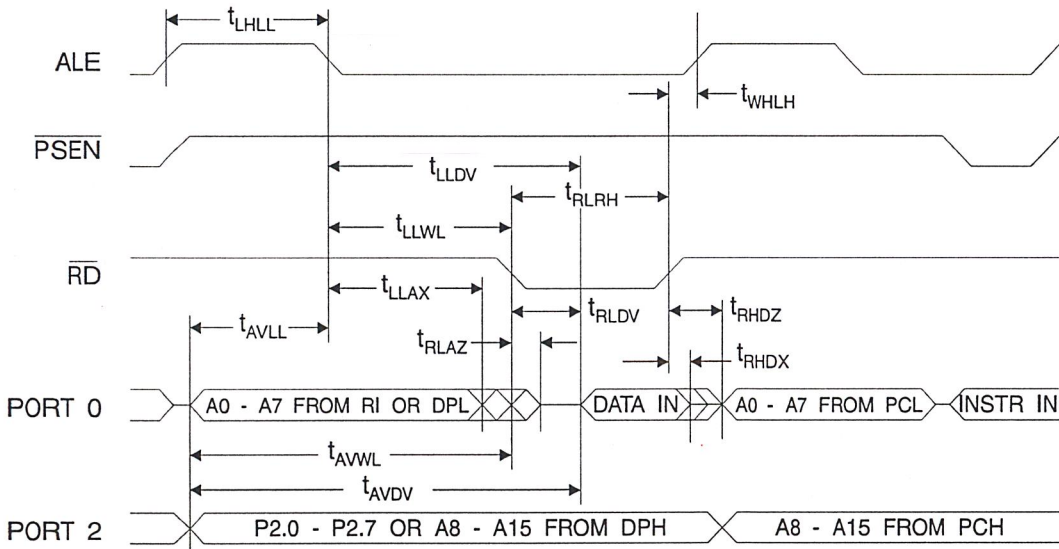 tLHLL
ALE
tWHLH
PSEN
tLLDV
tRLRH
tLLWL
RD
tLLAX
tAVLL
tRLDV
tRHDZ
tRLAZ
tRHDX
PORT 0
A0 - A7 FROM RI OR DPL
DATA IN
A0 - A7 FROM PCL
INSTR IN
tAVWL
tAVDV
PORT 2
P2.0 - P2.7 OR A8 - A15 FROM DPH
A8 - A15 FROM PCH